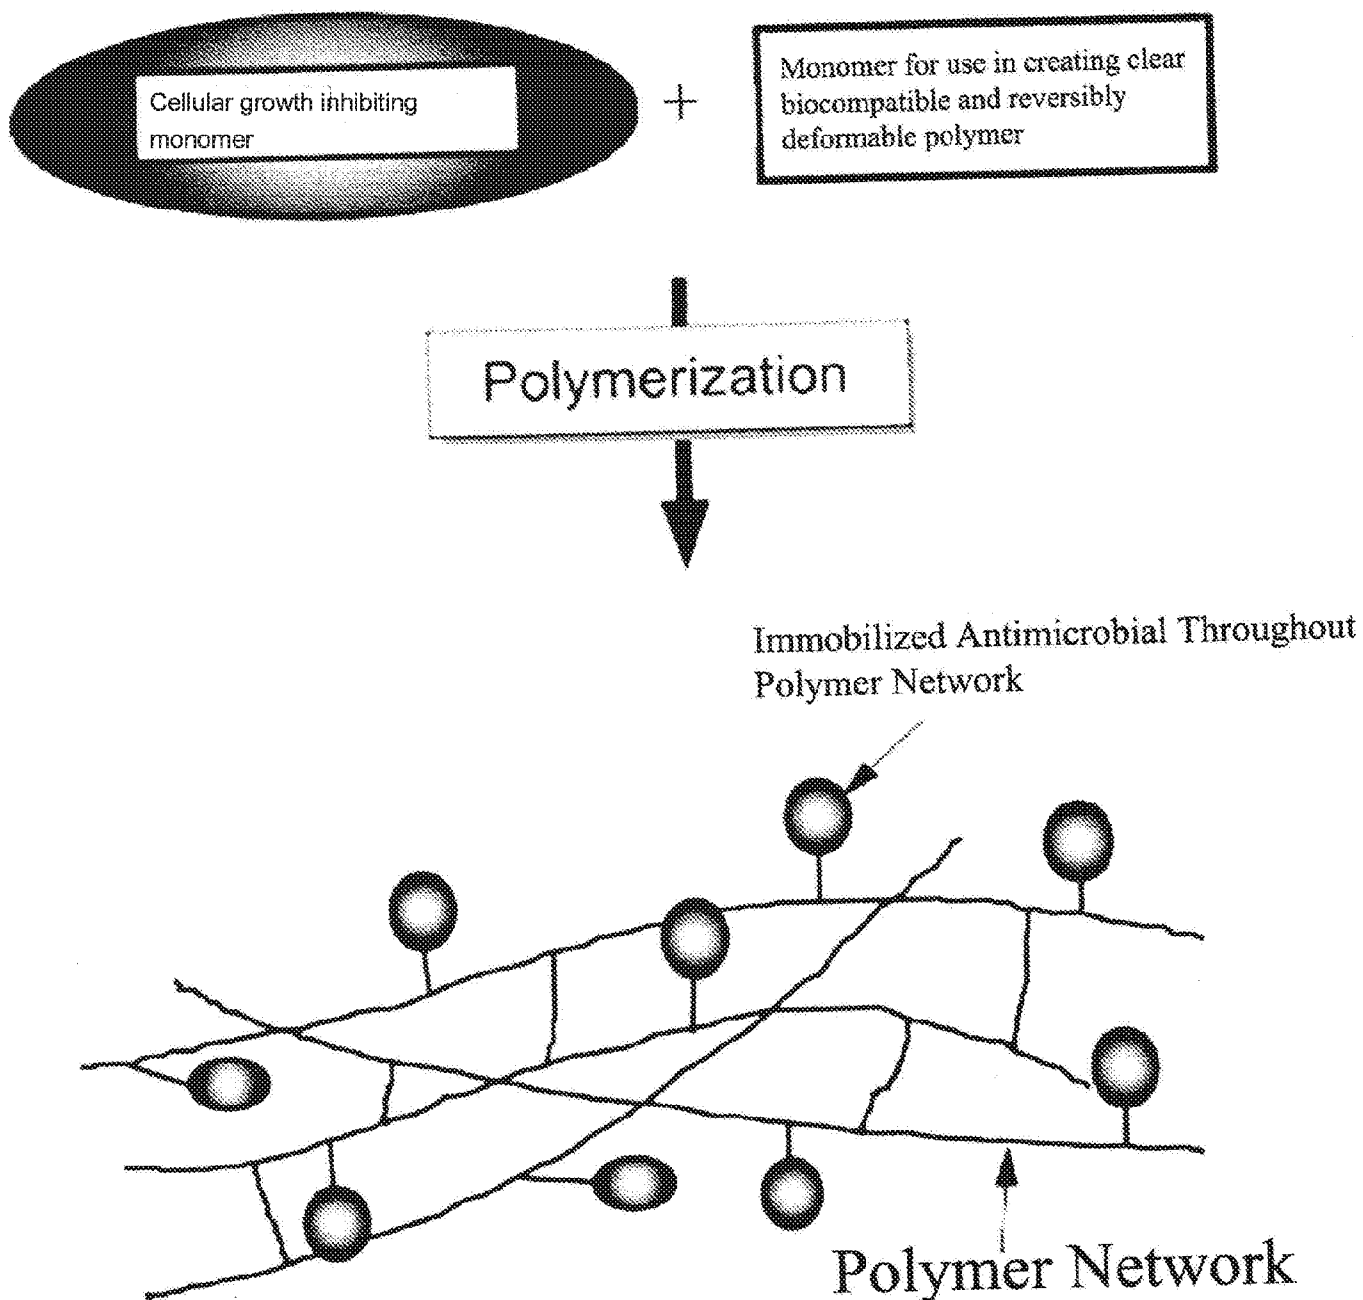 Cellular growth inhibiting
monomer
+
Monomer for use in creating clear
biocompatible and reversibly
deformable polymer
Polymerization
Immobilized Antimicrobial Throughout
Polymer Network
Polymer Network